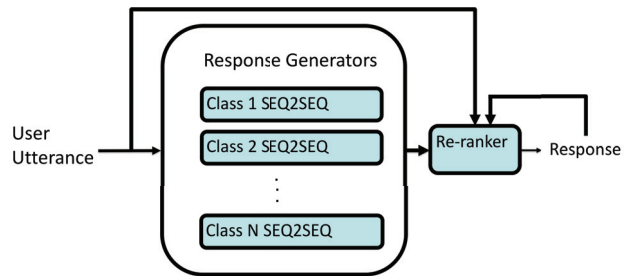 Response Generators
Class 1 SEQ2SEQ
User
Utterance
Class 2 SEQ2SEQ
Re-ranker
Response
Class N SEQ2SEQ